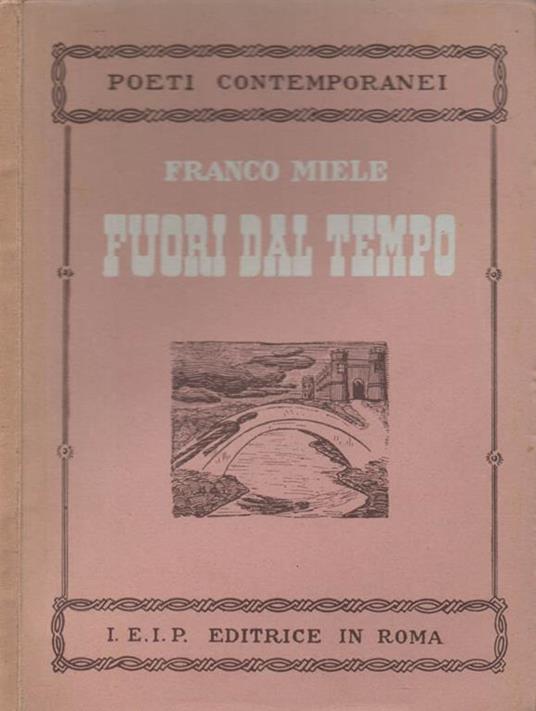 POETI CONTEMPORANEI
FRANCO MIELE
FUORI DAL TEMPO
I. E. I. P. EDITRICE IN ROMA